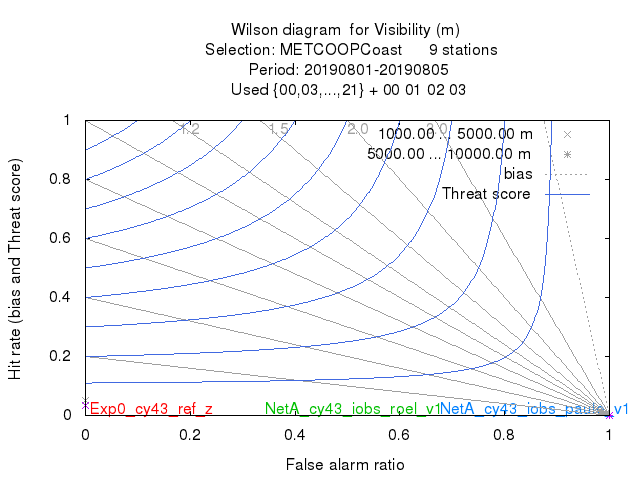 Wilson diagram for Visibility (m)
Selection: METCOOPCoast 9 stations
Period: 20190801-20190805
Used {00,03,...,21} + 00 01 02 03
Hit rate (bias and Threat score)
1
0.8
0.6
0.4
0.2
0
1.2
1.5
2.0
3.0
1000.00 ... 5000.00 m
5000.00 ... 10000.00 m
bias
Threat score
Exp0_cy43_ref_z
NetA_cy43_iobs_roel_v1
NetA_cy43_iobs_paulo_v1
0
0.2
0.4
0.6
0.8
1
False alarm ratio